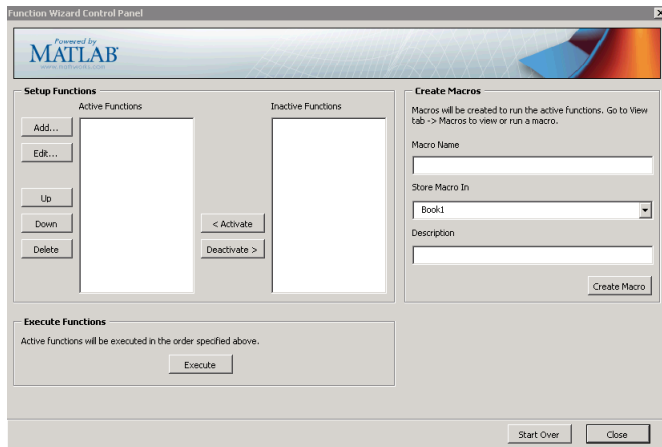 Function Wizard Control Panel
Powered by
MATLAB
www.mathworks.com
Setup Functions
Active Functions
Inactive Functions
Add...
Edit...
Up
Down
Delete
< Activate
Deactivate >
Create Macros
Macros will be created to run the active functions. Go to View
tab -> Macros to view or run a macro.
Macro Name
Store Macro In
Book1
Description
Create Macro
Execute Functions
Active functions will be executed in the order specified above.
Execute
Start Over
Close